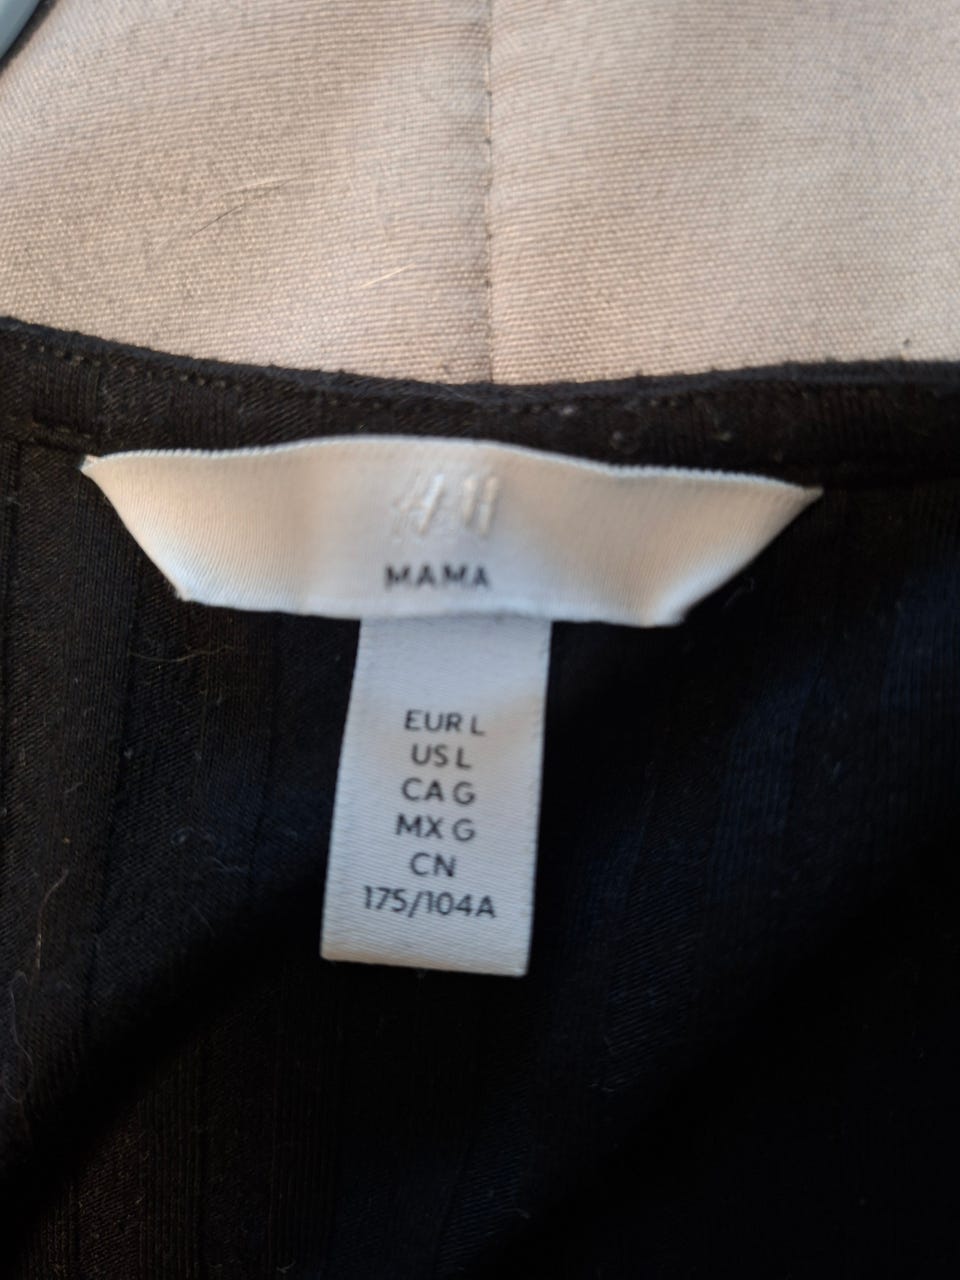 H&M
MAMA
EUR L
US L
CA G
MX G
CN
175/104A